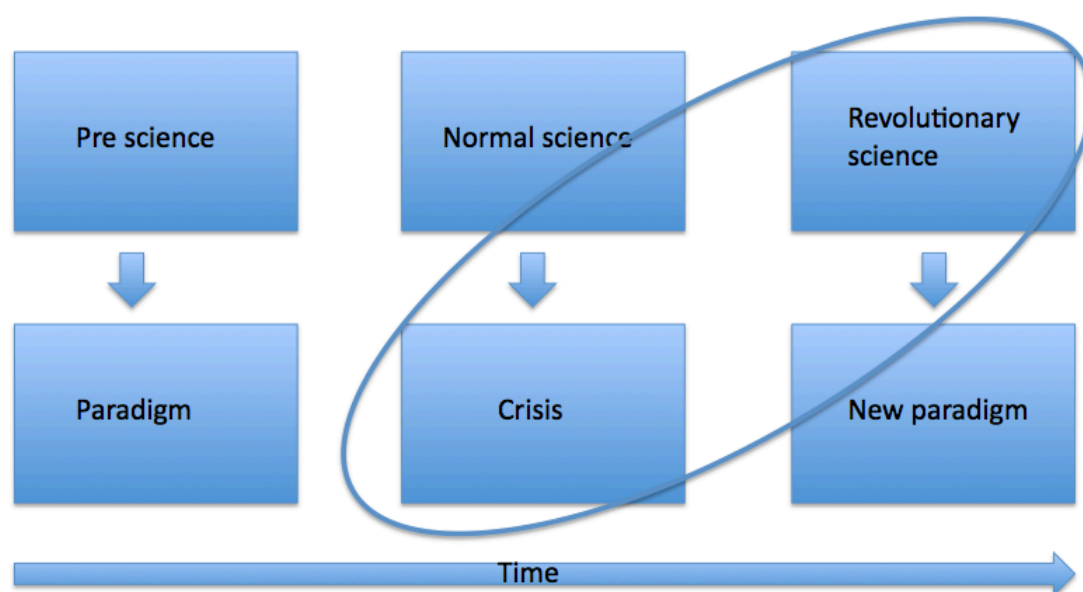 Pre science
Normal science
Revolutionary
science
Paradigm
Crisis
New paradigm
Time